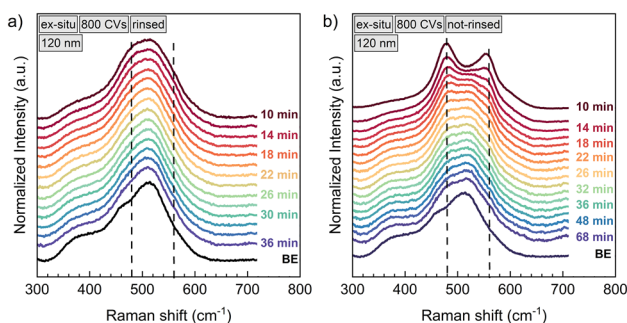 a)
ex-situ 800 CVs rinsed
120 nm
Normalized Intensity (a.u.)
10 min
14 min
18 min
22 min
26 min
30 min
36 min
BE
300 400 500 600 700 800
Raman shift (cm⁻¹)
b)
ex-situ 800 CVs not-rinsed
120 nm
Normalized Intensity (a.u.)
10 min
14 min
18 min
22 min
26 min
32 min
36 min
48 min
68 min
BE
300 400 500 600 700 800
Raman shift (cm⁻¹)